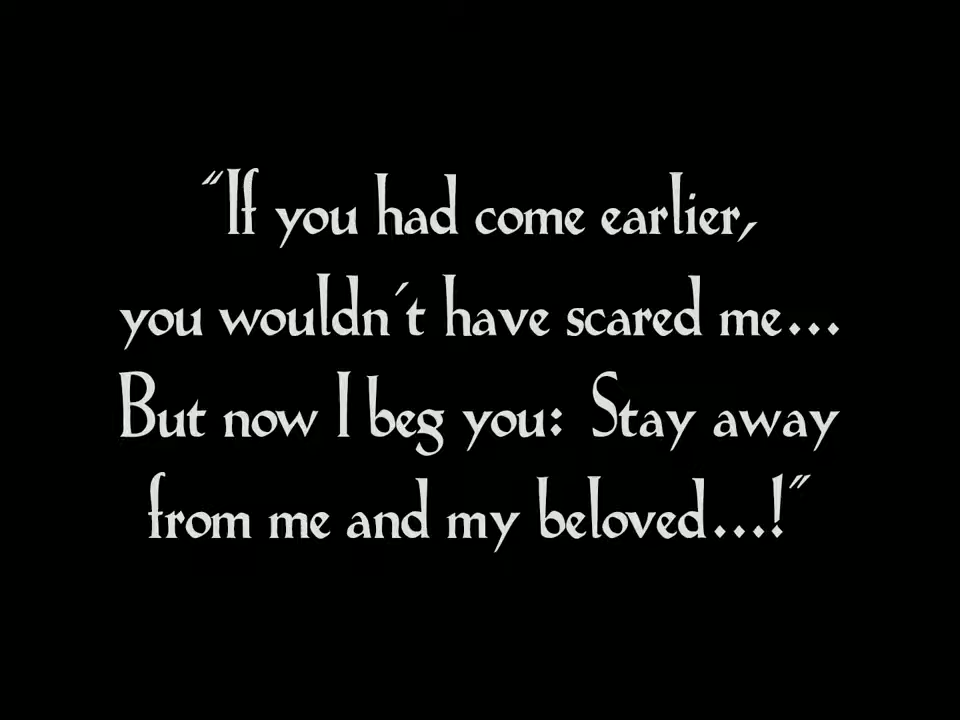 "If you had come earlier,
you wouldn´t have scared me...
But now I beg you: Stay away
from me and my beloved...!"